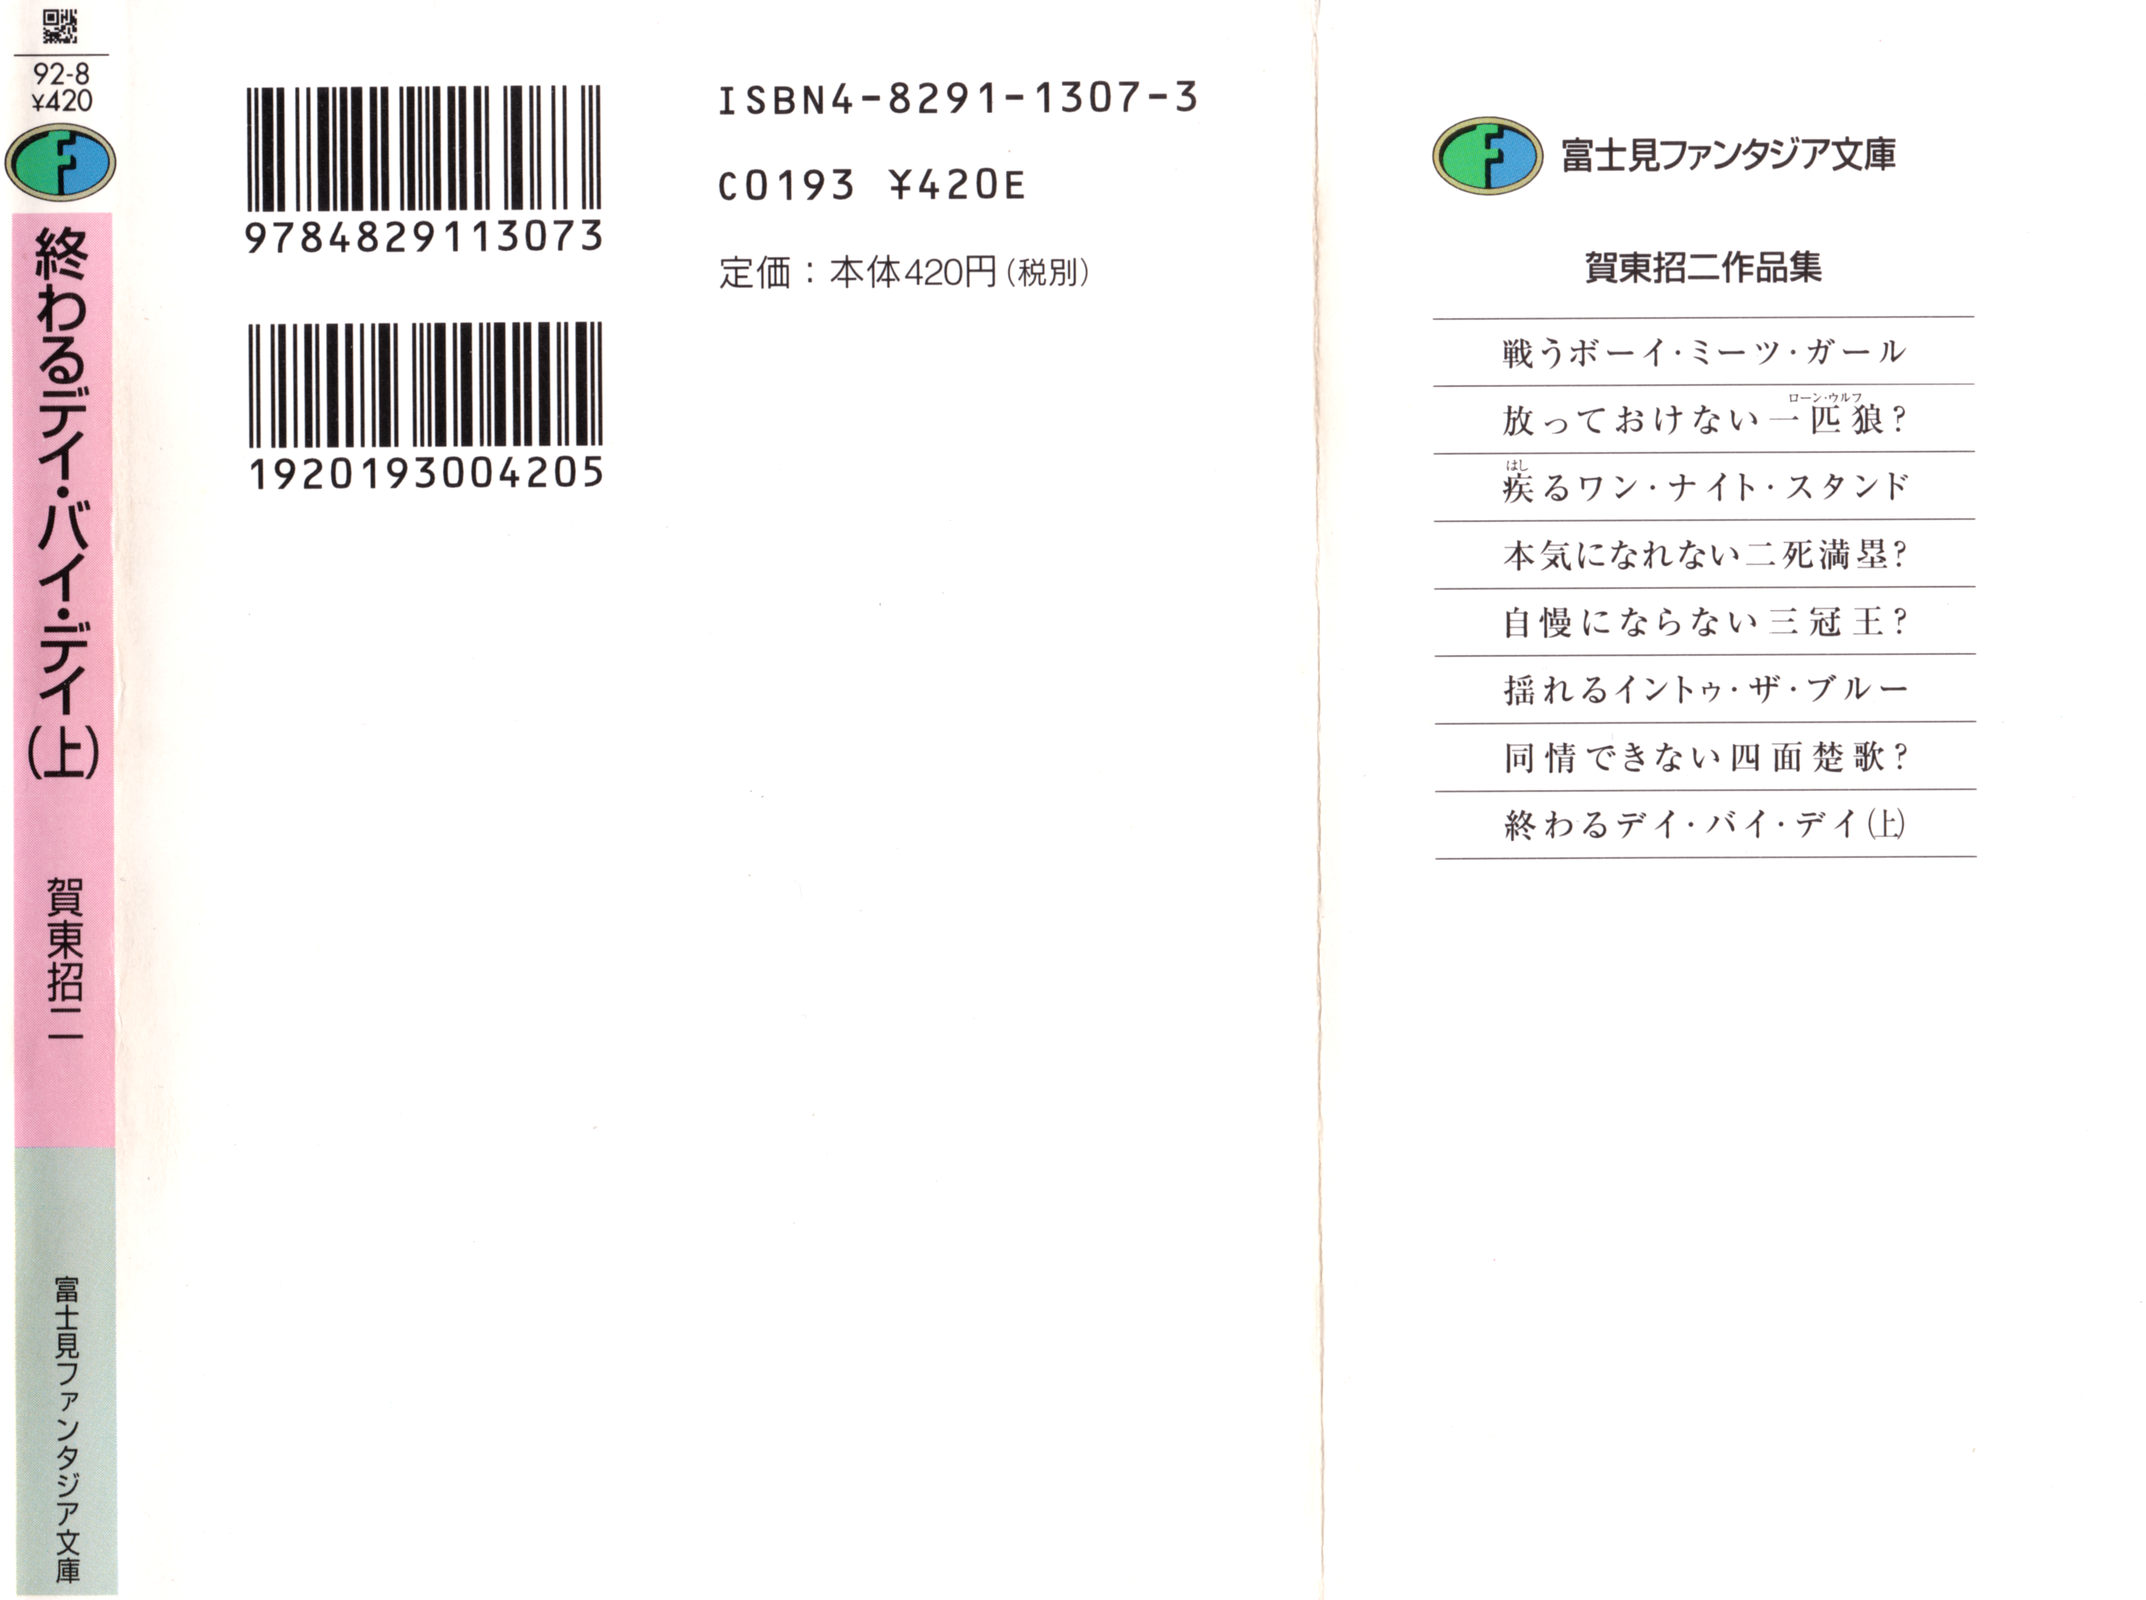 92-8
¥420
終わるデイ・バイ・デイ(上)
賀東招二
富士見ファンタジア文庫
9784829113073
1920193004205
ISBN4-8291-1307-3
C0193 ¥420E
定価：本体420円(税別)
富士見ファンタジア文庫
賀東招二作品集
戦うボーイ・ミーツ・ガール
ローン・ウルフ
放っておけない一匹狼?
はし
疾るワン・ナイト・スタンド
本気になれない二死満塁?
自慢にならない三冠王?
揺れるイントゥ・ザ・ブルー
同情できない四面楚歌?
終わるデイ・バイ・デイ(上)